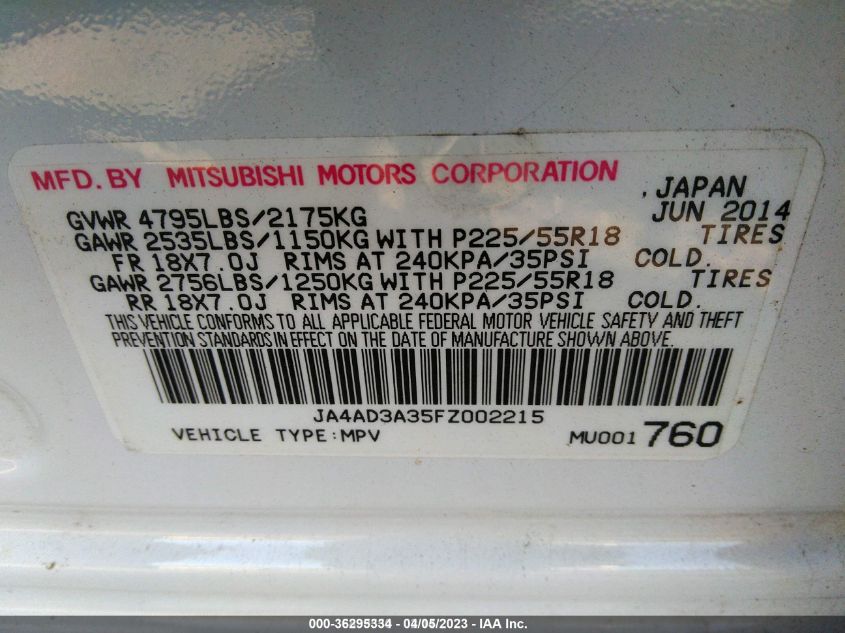 MFD. BY MITSUBISHI MOTORS CORPORATION
, JAPAN
GVWR 4795LBS/2175KG JUN 2014
GAWR 2535LBS/1150KG WITH P225/55R18 TIRES
FR 18X7.0J RIMS AT 240KPA/35PSI COLD.
GAWR 2756LBS/1250KG WITH P225/55R18 TIRES
RR 18X7.0J RIMS AT 240KPA/35PSI COLD.
THIS VEHICLE CONFORMS TO ALL APPLICABLE FEDERAL MOTOR VEHICLE SAFETY AND THEFT
PREVENTION STANDARDS IN EFFECT ON THE DATE OF MANUFACTURE SHOWN ABOVE.
JA4AD3A35FZ002215
VEHICLE TYPE:MPV MU001760
000-36295334 - 04/05/2023 - IAA Inc.